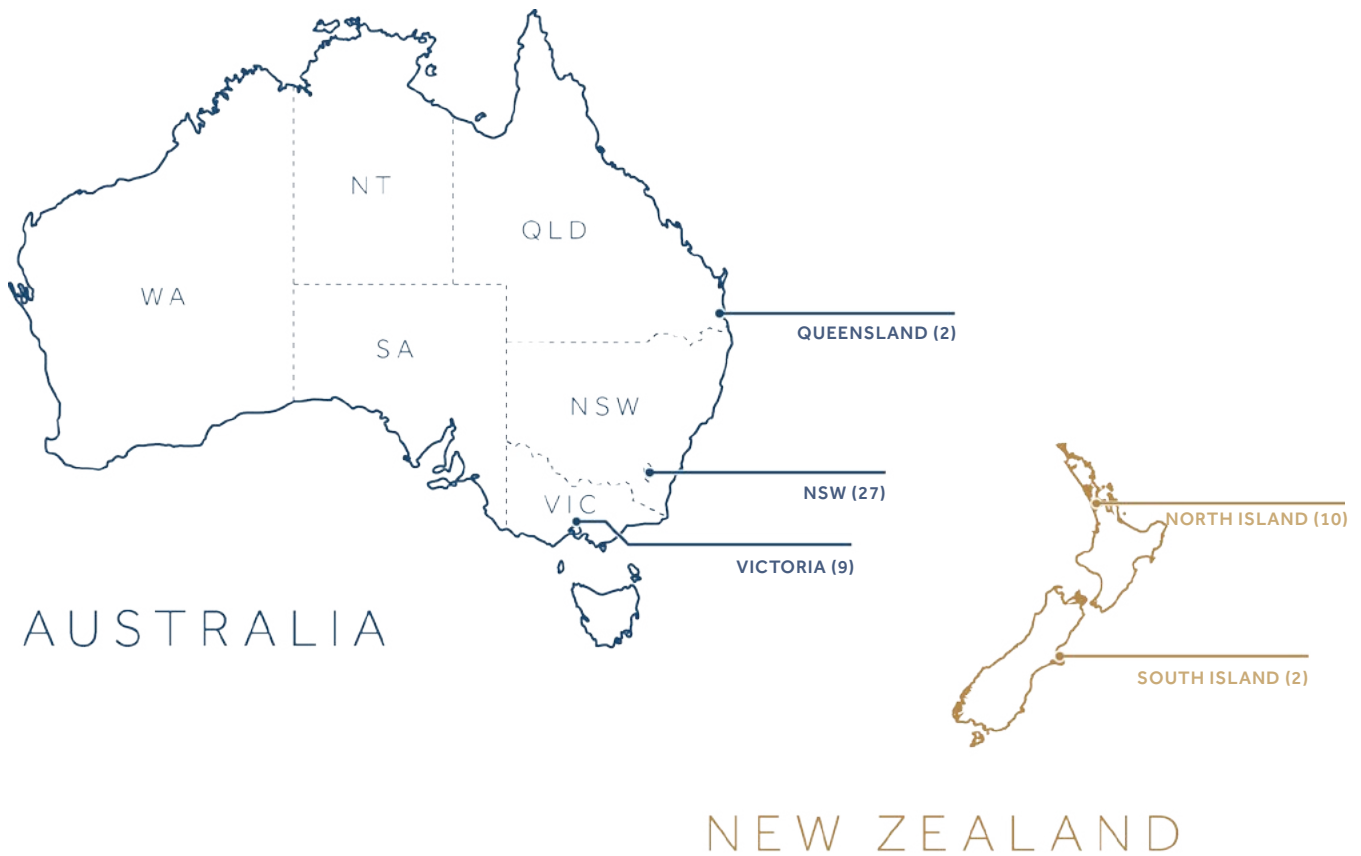 NT
QLD
WA
QUEENSLAND (2)
SA
NSW
NSW (27)
VIC
NORTH ISLAND (10)
VICTORIA (9)
AUSTRALIA
SOUTH ISLAND (2)
NEW ZEALAND